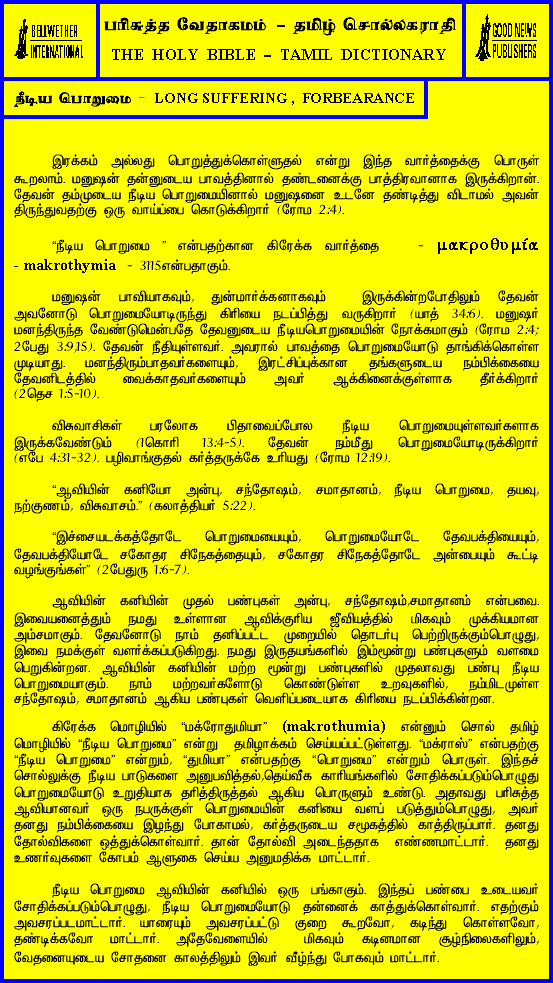 BELLWETHER
INTERNATIONAL
பரிசுத்த வேதாகமம் - தமிழ் சொல்லகராதி
THE HOLY BIBLE - TAMIL DICTIONARY
GOOD NEWS
PUBLISHERS
நீடிய பொறுமை - LONG SUFFERING , FORBEARANCE
இரக்கம் அல்லது பொறுத்துக்கொள்ளுதல் என்று இந்த வார்த்தைக்கு பொருள்
கூறலாம். மனுஷன் தன்னுடைய பாவத்தினால் தண்டனைக்கு பாத்திரவானாக இருக்கிறான்.
தேவன் தம்முடைய நீடிய பொறுமையினால் மனுஷனை உடனே தண்டித்து விடாமல் அவன்
திருந்துவதற்கு ஒரு வாய்ப்பை கொடுக்கிறார் (ரோம 2:4).
“நீடிய பொறுமை ” என்பதற்கான கிரேக்க வார்த்தை - μακροθυμία
- makrothymia - 3115என்பதாகும்.
மனுஷன் பாவியாகவும், துன்மார்க்கனாகவும் இருக்கின்றபோதிலும் தேவன்
அவனோடு பொறுமையோடிருந்து கிரியை நடப்பித்து வருகிறார் (யாத் 34:6). மனுஷர்
மனந்திருந்த வேண்டுமென்பதே தேவனுடைய நீடியபொறுமையின் நோக்கமாகும் (ரோம 2:4;
2பேது 3:9,15). தேவன் நீதியுள்ளவர். அவரால் பாவத்தை பொறுமையோடு தாங்கிக்கொள்ள
முடியாது. மனந்திரும்பாதவர்களையும், இரட்சிப்புக்கான தங்களுடைய நம்பிக்கையை
தேவனிடத்தில் வைக்காதவர்களையும் அவர் ஆக்கினைக்குள்ளாக தீர்க்கிறார்
(2தெச 1:5-10).
விசுவாசிகள் பரலோக பிதாவைப்போல நீடிய பொறுமையுள்ளவர்களாக
இருக்கவேண்டும் (1கொரி 13:4-5). தேவன் நம்மீது பொறுமையோடிருக்கிறார்
(எபே 4:31-32). பழிவாங்குதல் கர்த்தருக்கே உரியது (ரோம 12:19).
“ஆவியின் கனியோ அன்பு, சந்தோஷம், சமாதானம், நீடிய பொறுமை, தயவு,
நற்குணம், விசுவாசம்.” (கலாத்தியர் 5:22).
“இச்சையடக்கத்தோடே பொறுமையையும், பொறுமையோடே தேவபக்தியையும்,
தேவபக்தியோடே சகோதர சிநேகத்தையும், சகோதர சிநேகத்தோடே அன்பையும் கூட்டி
வழங்குங்கள்” (2பேதுரு 1:6-7).
ஆவியின் கனியின் முதல் பண்புகள் அன்பு, சந்தோஷம்,சமாதானம் என்பவை.
இவையனைத்தும் நமது உள்ளான ஆவிக்குரிய ஜீவியத்தில் மிகவும் முக்கியமான
அம்சமாகும். தேவனோடு நாம் தனிப்பட்ட முறையில் தொடர்பு பெற்றிருக்கும்பொழுது,
இவை நமக்குள் வளர்க்கப்படுகிறது. நமது இருதயங்களில் இம்மூன்று பண்புகளும் வளமை
பெறுகின்றன. ஆவியின் கனியின் மற்ற மூன்று பண்புகளில் முதலாவது பண்பு நீடிய
பொறுமையாகும். நாம் மற்றவர்களோடு கொண்டுள்ள உறவுகளில், நம்மிடமுள்ள
சந்தோஷம், சமாதானம் ஆகிய பண்புகள் வெளிப்படையாக கிரியை நடப்பிக்கின்றன.
கிரேக்க மொழியில் “மக்ரோதுமியா” (makrothumia) என்னும் சொல் தமிழ்
மொழியில் “நீடிய பொறுமை” என்று தமிழாக்கம் செய்யப்பட்டுள்ளது. “மக்ராஸ்” என்பதற்கு
“நீடிய பொறுமை” என்றும், “துமியா” என்பதற்கு “பொறுமை” என்றும் பொருள். இந்தச்
சொல்லுக்கு நீடிய பாடுகளை அனுபவித்தல்,தெய்வீக காரியங்களில் சோதிக்கப்படும்பொழுது
பொறுமையோடு உறுதியாக தரித்திருத்தல் ஆகிய பொருளும் உண்டு. அதாவது பரிசுத்த
ஆவியானவர் ஒரு நபருக்குள் பொறுமையின் கனியை வளப் படுத்தும்பொழுது, அவர்
தனது நம்பிக்கையை இழந்து போகாமல், கர்த்தருடைய சமூகத்தில் காத்திருப்பார். தனது
தோல்விகளை ஒத்துக்கொள்வார். தான் தோல்வி அடைந்ததாக எண்ணமாட்டார். தனது
உணர்வுகளை கோபம் ஆளுகை செய்ய அனுமதிக்க மாட்டார்.
நீடிய பொறுமை ஆவியின் கனியில் ஒரு பங்காகும். இந்தப் பண்பை உடையவர்
சோதிக்கப்படும்பொழுது, நீடிய பொறுமையோடு தன்னைக் காத்துக்கொள்வார். எதற்கும்
அவசரப்படமாட்டார். யாரையும் அவசரப்பட்டு குறை கூறவோ, கடிந்து கொள்ளவோ,
தண்டிக்கவோ மாட்டார். அதேவேளையில் மிகவும் கடினமான சூழ்நிலைகளிலும்,
வேதனையுடைய சோதனை காலத்திலும் இவர் வீழ்ந்து போகவும் மாட்டார்.